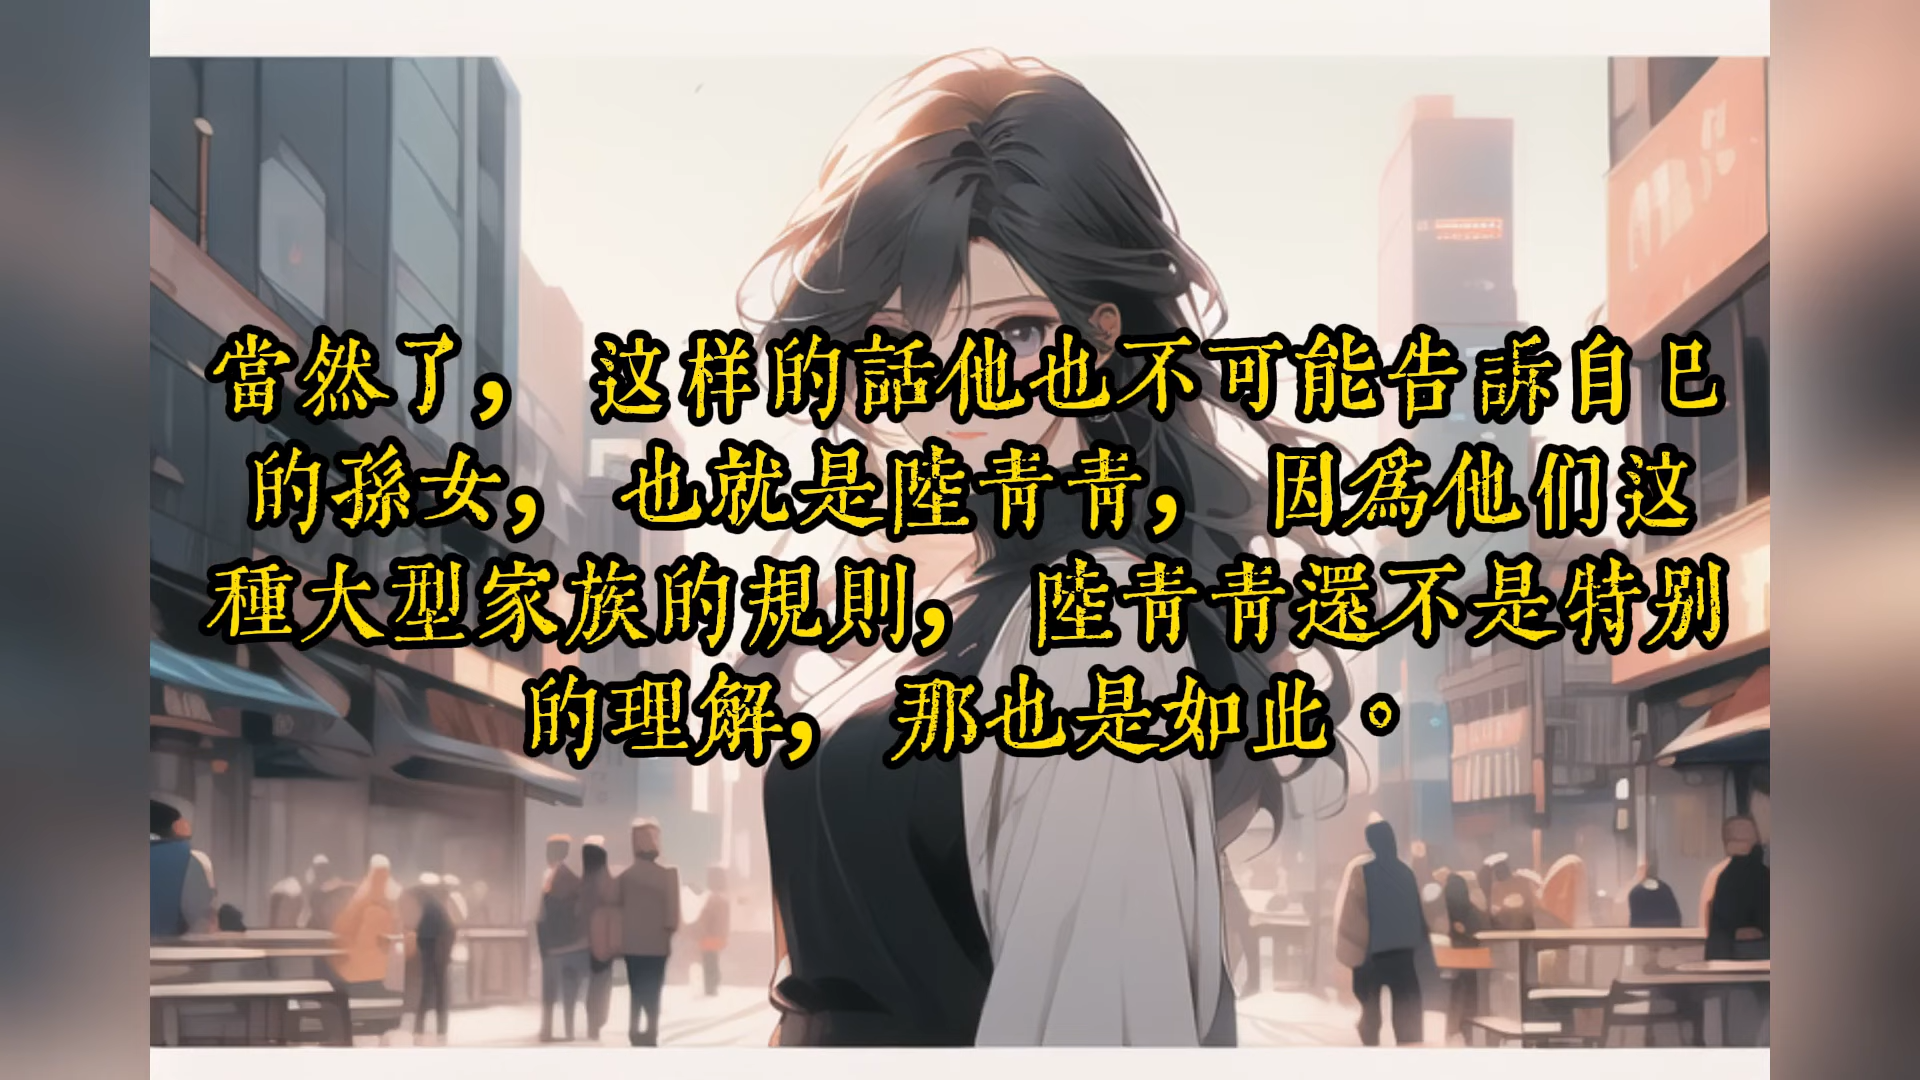 當然了，这样的話他也不可能告訴自已
的孫女，也就是陸青青，因爲他们这
種大型家族的規則，陸青青還不是特别
的理解，那也是如此。